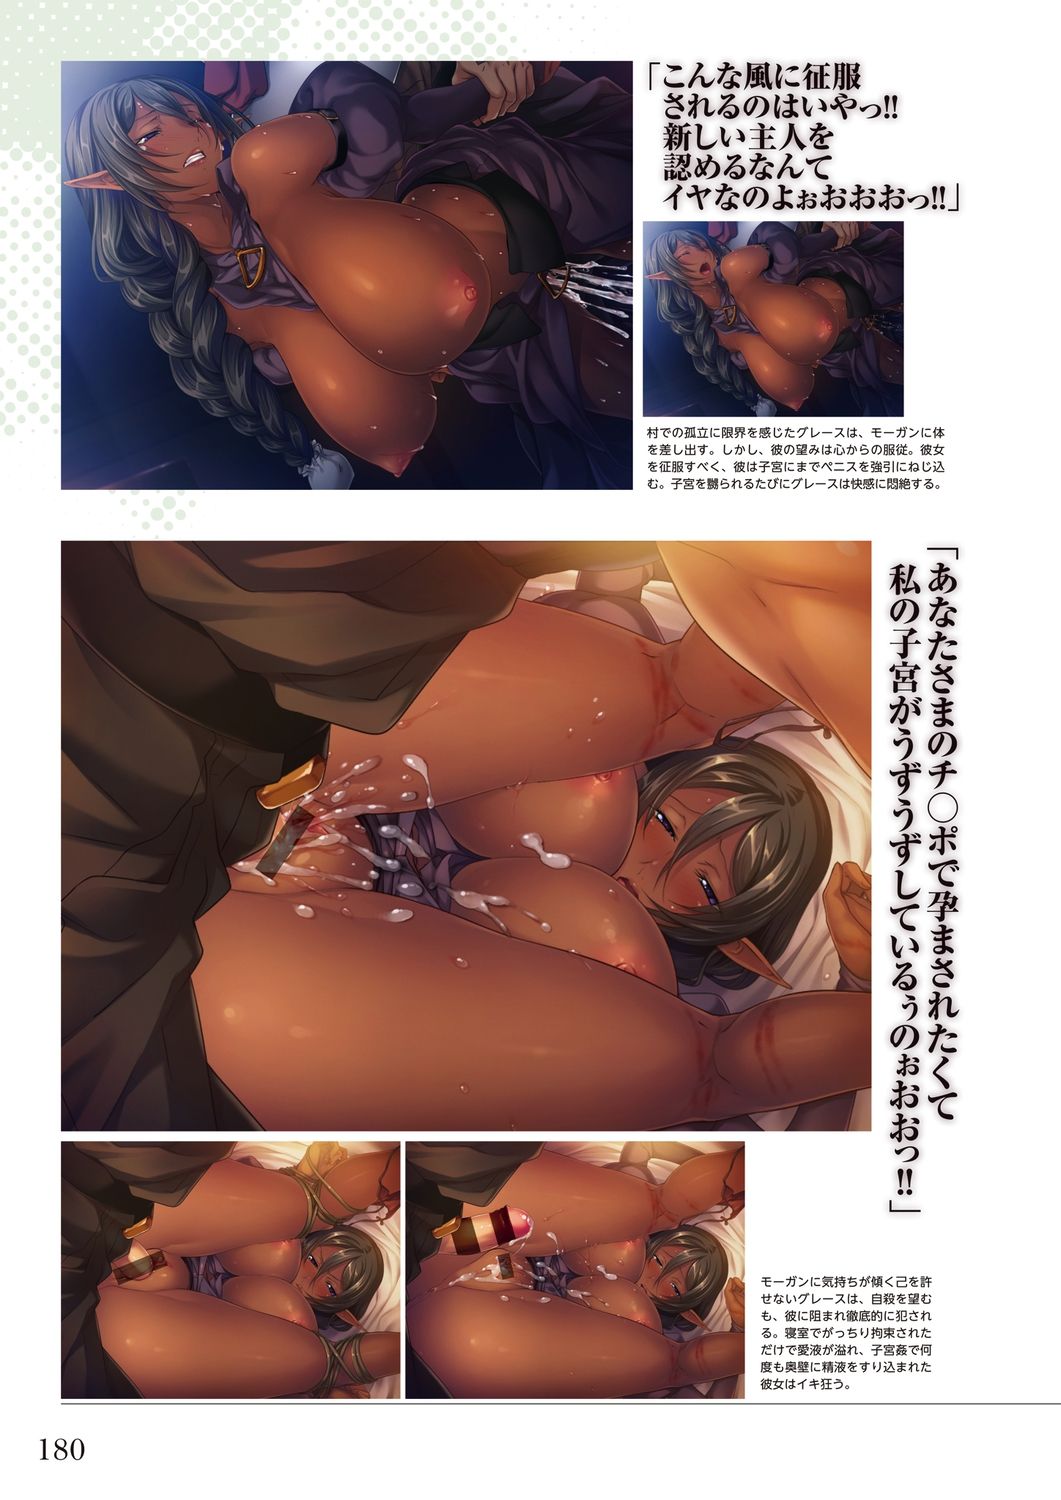 「こんな風に征服
されるのはいやっ!!
新しい主人を
認めるなんて
イヤなのよぉおおおっ!!」
村での孤立に限界を感じたグレースは、モーガンに体
を差し出す。しかし、彼の望みは心からの服従。彼女
を征服すべく、彼は子宮にまでペニスを強引にねじ込
む。子宮を嬲られるたびにグレースは快感に悶絶する。
「あなたさまのチ○ポで孕まされたくて
私の子宮がうずうずしているぅのぉおおっ!!」
モーガンに気持ちが傾く己を許
せないグレースは、自殺を望む
も、彼に阻まれ徹底的に犯され
る。寝室でがっちり拘束された
だけで愛液が溢れ、子宮姦で何
度も奥壁に精液をすり込まれた
彼女はイキ狂う。
180